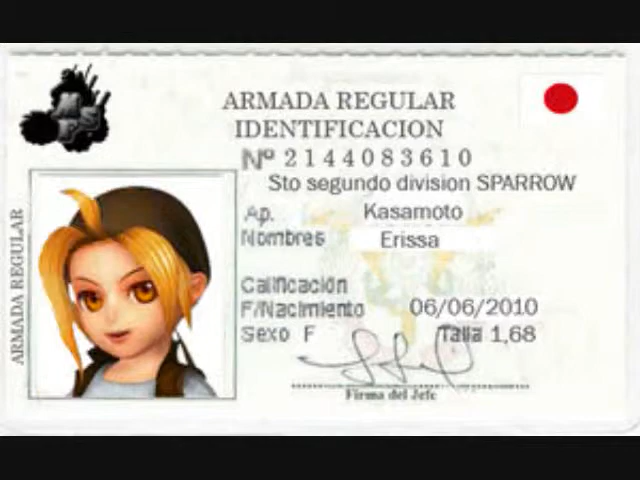 ARMADA REGULAR
IDENTIFICACION
Nº 2144083610
Sto segundo division SPARROW
Ap. Kasamoto
Nombres Erissa
Calificación
F/Nacimiento 06/06/2010
Sexo F Talla 1,68
Firma del Jefe
ARMADA REGULAR